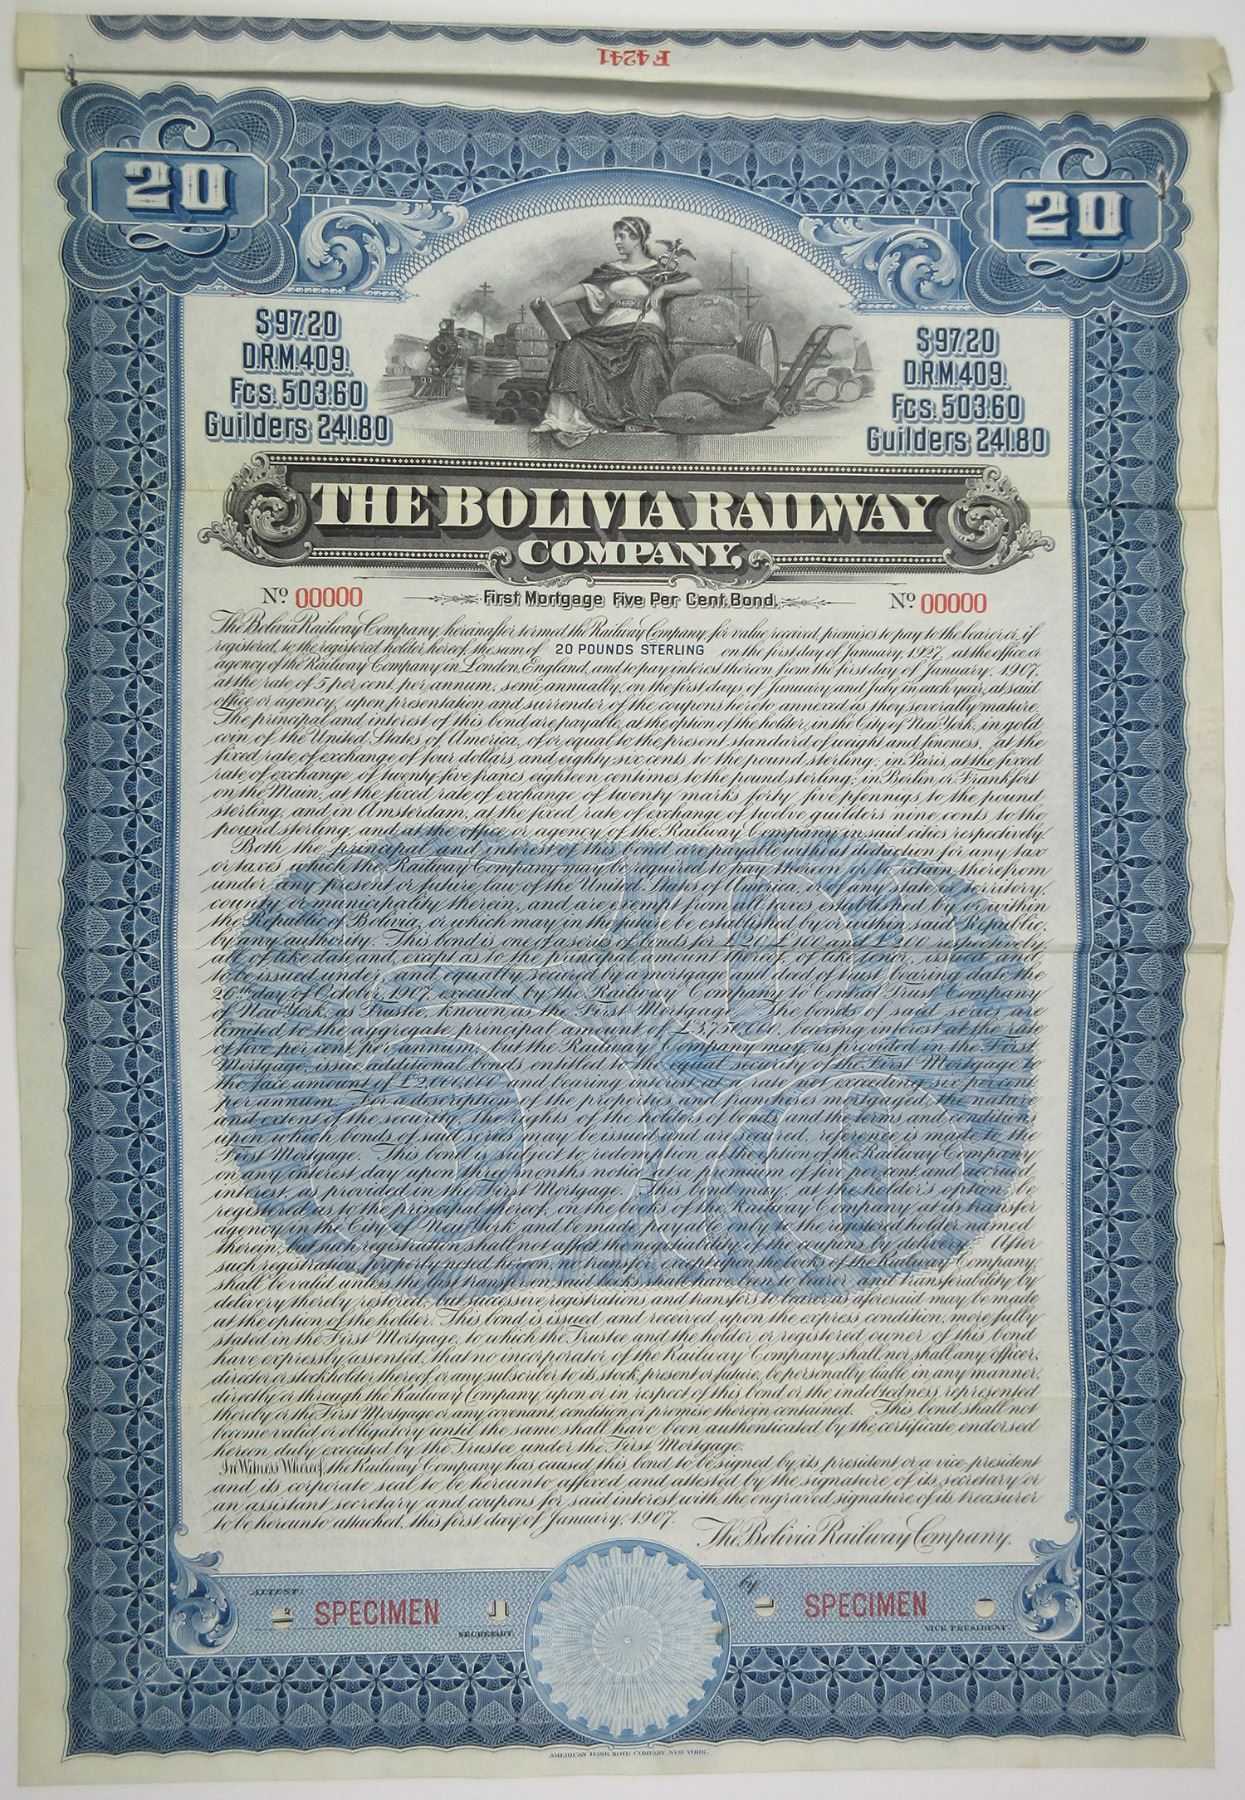 F4241
20
20
$97.20
D.R.M.409.
Fcs.503.60
Guilders 241.80
$97.20
D.R.M.409.
Fcs.503.60
Guilders 241.80
THE BOLIVIA RAILWAY
COMPANY,
Nº 00000
First Mortgage Five Per Cent. Bond.
Nº 00000
The Bolivia Railway Company, hereinafter termed the Railway Company, for value received, promises to pay to the bearer or, if
registered, to the registered holder hereof, the sum of 20 POUNDS STERLING on the first day of January, 1927, at the office or
agency of the Railway Company in London, England, and to pay interest thereon from the first day of January, 1907,
at the rate of 5 per cent. per annum, semi-annually, on the first days of January and July in each year, at said
office or agency, upon presentation and surrender of the coupons hereto annexed as they severally mature.
The principal and interest of this bond are payable, at the option of the holder, in the City of New York, in gold
coin of the United States of America, of or equal to the present standard of weight and fineness, at the
fixed rate of exchange of four dollars and eighty six cents to the pound sterling; in Paris, at the fixed
rate of exchange of twenty-five francs eighteen centimes to the pound sterling; in Berlin or Frankfort
on the Main, at the fixed rate of exchange of twenty marks forty five pfennigs to the pound
sterling, and in Amsterdam, at the fixed rate of exchange of twelve guilders nine cents to the
pound sterling, and at the office or agency of the Railway Company in said cities respectively.
Both the principal and interest of this bond are payable without deduction for any tax
or taxes which the Railway Company may be required to pay thereon or to retain therefrom
under any present or future law of the United States of America, or of any state or territory,
county or municipality therein, and are exempt from all taxes established by or within
the Republic of Bolivia, or which may in the future be established by or within said Republic,
by any authority. This bond is one of a series of bonds for £20, £100 and £200 respectively,
all of like date and, except as to the principal amount thereof, of like tenor, issued and
to be issued under, and equally secured by a mortgage and deed of trust bearing date the
26th day of October, 1907, executed by the Railway Company to Central Trust Company
of New York, as Trustee, known as the First Mortgage. The bonds of said series are
limited to the aggregate principal amount of £3,750,000, bearing interest at the rate
of five per cent. per annum; but the Railway Company may, as provided in the First
Mortgage, issue additional bonds entitled to the equal security of the First Mortgage to
the face amount of £2,000,000 and bearing interest at a rate not exceeding six per cent.
per annum. For a description of the properties and franchises mortgaged, the nature
and extent of the security, the rights of the holders of bonds and the terms and conditions
upon which bonds of said series may be issued and are secured, reference is made to the
First Mortgage. This bond is subject to redemption at the option of the Railway Company
on any interest day upon three months notice at a premium of five per cent. and accrued
interest, as provided in the First Mortgage. This bond may, at the holder's option, be
registered as to the principal thereof, on the books of the Railway Company at its transfer
agency in the City of New York and be made payable only to the registered holder named
therein, but such registration shall not affect the negotiability of the coupons by delivery. After
such registration, properly noted hereon, no transfer except upon the books of the Railway Company,
shall be valid unless the last transfer on said books shall have been to bearer and transferability by
delivery thereby restored, but successive registrations and transfers to bearer as aforesaid may be made
at the option of the holder. This bond is issued and received upon the express condition, more fully
stated in the First Mortgage, to which the Trustee and the holder or registered owner of this bond
have expressly assented, that no incorporator of the Railway Company shall, nor shall any officer,
director or stockholder thereof, or any subscriber to its stock, present or future, be personally liable in any manner,
directly or through the Railway Company, upon or in respect of this bond or the indebtedness represented
thereby or the First Mortgage or any covenant, condition or promise therein contained. This bond shall not
become valid or obligatory until the same shall have been authenticated by the certificate endorsed
hereon duly executed by the Trustee under the First Mortgage.
In Witness Whereof, the Railway Company has caused this bond to be signed by its president or a vice-president
and its corporate seal to be hereunto affixed and attested by the signature of its secretary or
an assistant secretary and coupons for said interest with the engraved signature of its treasurer
to be hereunto attached, this first day of January, 1907.
The Bolivia Railway Company,
ATTEST:
by
SPECIMEN
SPECIMEN
SECRETARY.
VICE PRESIDENT.
AMERICAN BANK NOTE COMPANY, NEW YORK.